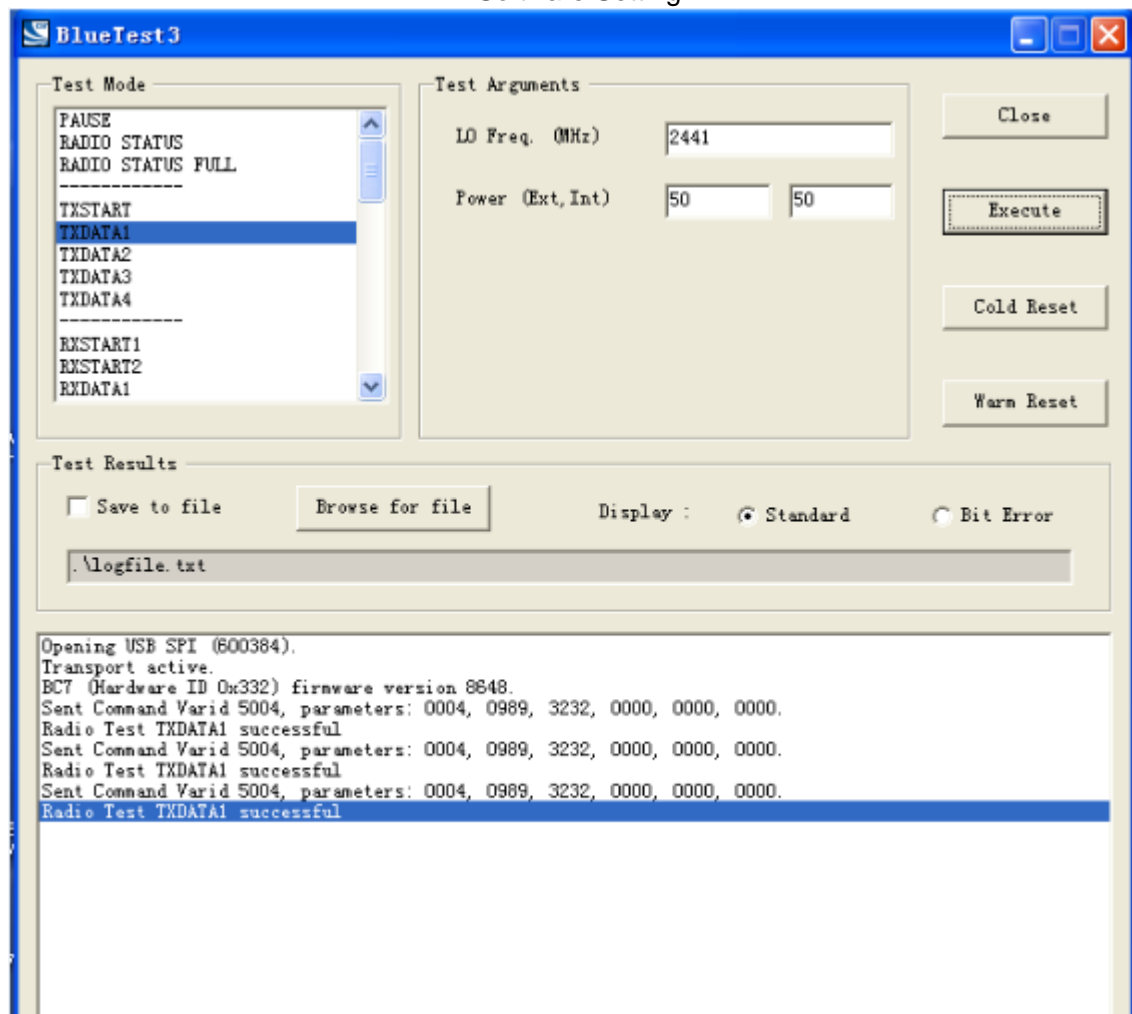 BlueTest3
Test Mode
PAUSE
RADIO STATUS
RADIO STATUS FULL
------------
TXSTART
TXDATA1
TXDATA2
TXDATA3
TXDATA4
------------
RXSTART1
RXSTART2
RXDATA1
Test Arguments
LO Freq. (MHz) 2441
Power (Ext,Int) 50 50
Close
Execute
Cold Reset
Warm Reset
Test Results
Save to file Browse for file Display : Standard Bit Error
.\logfile.txt
Opening USB SPI (600384).
Transport active.
BC7 (Hardware ID 0x332) firmware version 8648.
Sent Command Varid 5004, parameters: 0004, 0989, 3232, 0000, 0000, 0000.
Radio Test TXDATA1 successful
Sent Command Varid 5004, parameters: 0004, 0989, 3232, 0000, 0000, 0000.
Radio Test TXDATA1 successful
Sent Command Varid 5004, parameters: 0004, 0989, 3232, 0000, 0000, 0000.
Radio Test TXDATA1 successful